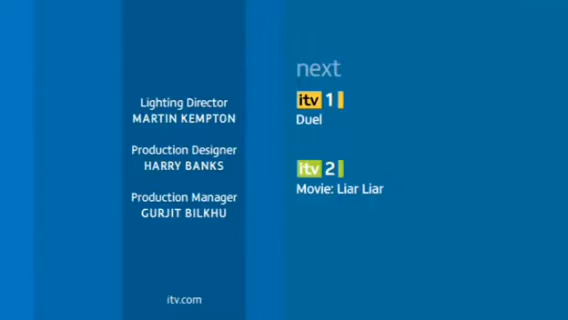 Lighting Director
MARTIN KEMPTON
Production Designer
HARRY BANKS
Production Manager
GURJIT BILKHU
itv.com
next
itv 1
Duel
itv 2
Movie: Liar Liar